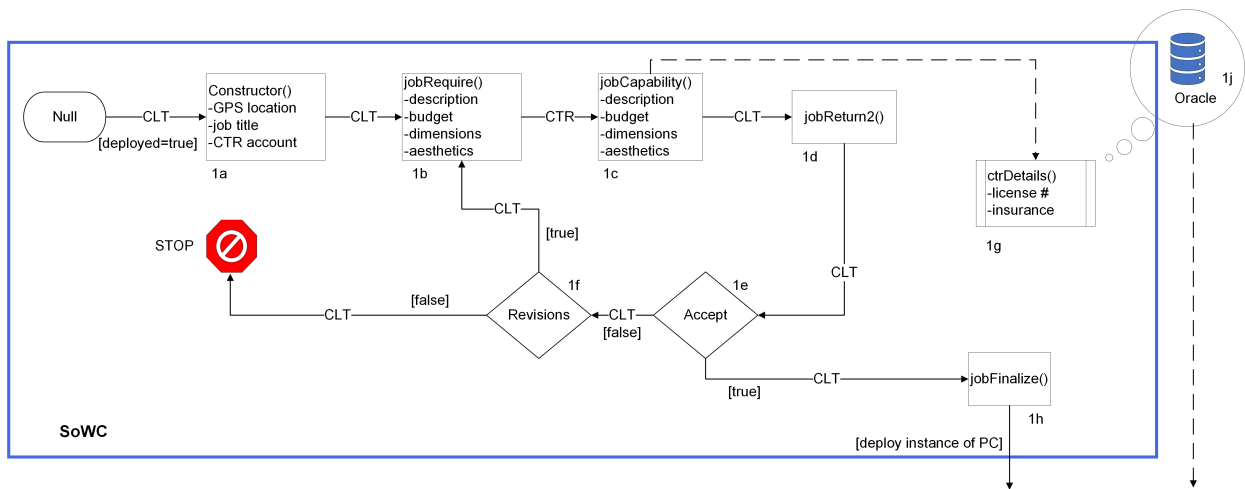 Null
CLT
[deployed=true]
Constructor()
-GPS location
-job title
-CTR account
1a
CLT
jobRequire()
-description
-budget
-dimensions
-aesthetics
1b
CTR
jobCapability()
-description
-budget
-dimensions
-aesthetics
1c
CLT
jobReturn2()
1d
Oracle
1j
ctrDetails()
-license #
-insurance
1g
CLT
[true]
STOP
CLT
1e
Accept
CLT
[false]
1f
Revisions
[false]
CLT
[true]
CLT
jobFinalize()
1h
[deploy instance of PC]
SoWC